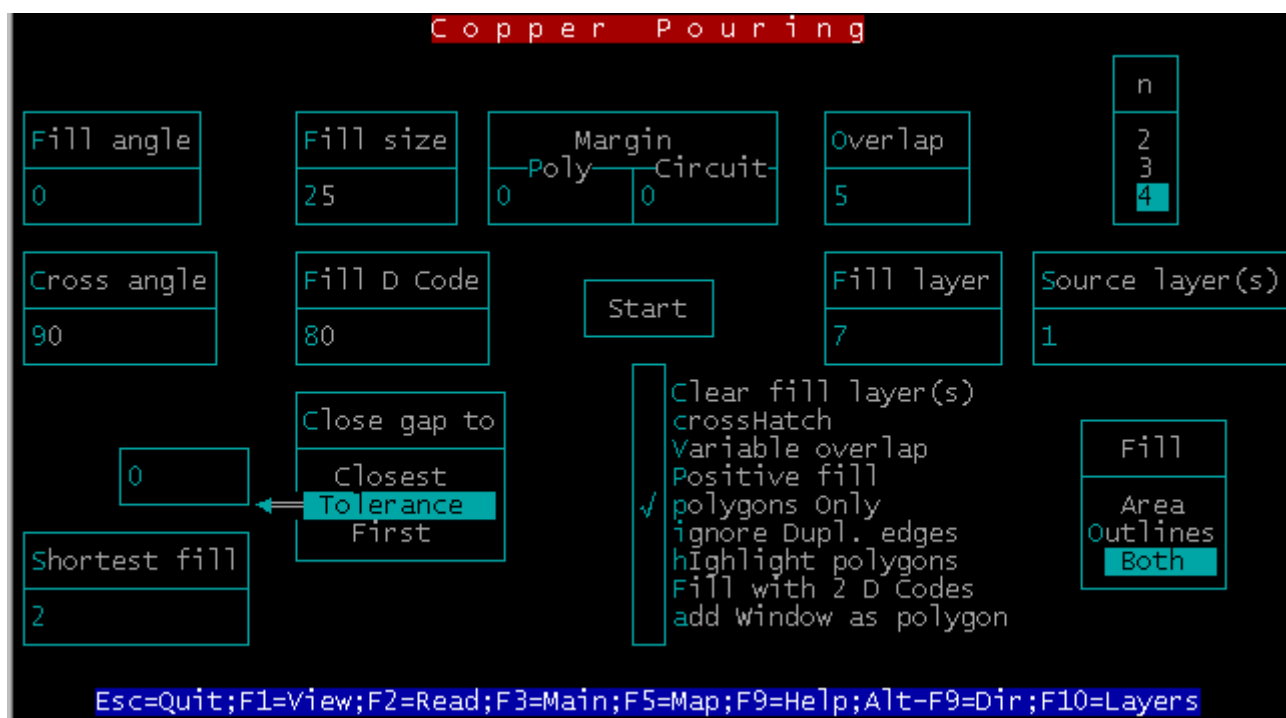 Copper Pouring
n
Fill angle
Fill size
Margin
Overlap
2
Poly
Circuit
3
0
25
0
0
5
4
Cross angle
Fill D Code
Start
Fill layer
Source layer(s)
90
80
7
1
Clear fill layer(s)
crossHatch
Variable overlap
Positive fill
√ polygons Only
ignore Dupl. edges
hIghlight polygons
Fill with 2 D Codes
add Window as polygon
Close gap to
Closest
Tolerance
First
0
Shortest fill
2
Fill
Area
Outlines
Both
Esc=Quit;F1=View;F2=Read;F3=Main;F5=Map;F9=Help;Alt-F9=Dir;F10=Layers